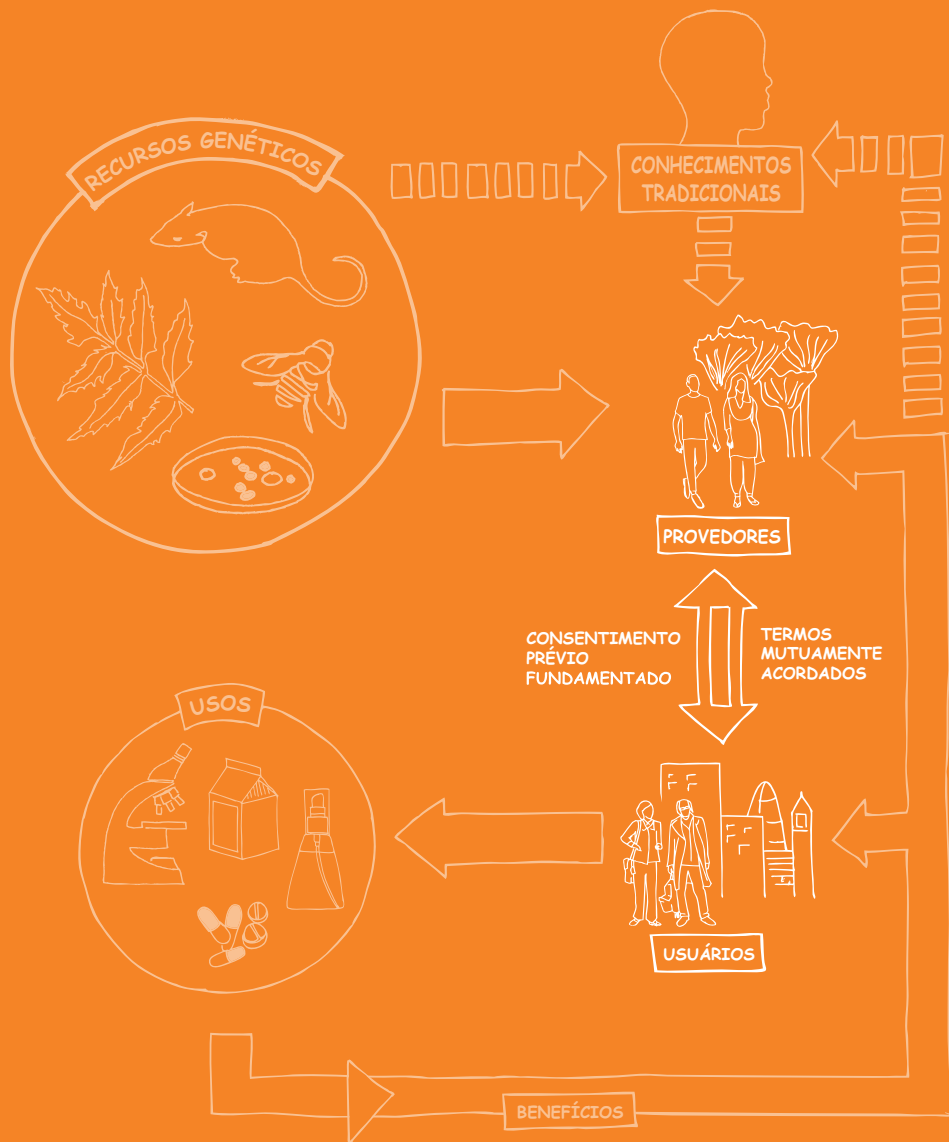 RECURSOS GENÉTICOS
CONHECIMENTOS
TRADICIONAIS
PROVEDORES
CONSENTIMENTO
PRÉVIO
FUNDAMENTADO
TERMOS
MUTUAMENTE
ACORDADOS
USOS
USUÁRIOS
BENEFÍCIOS